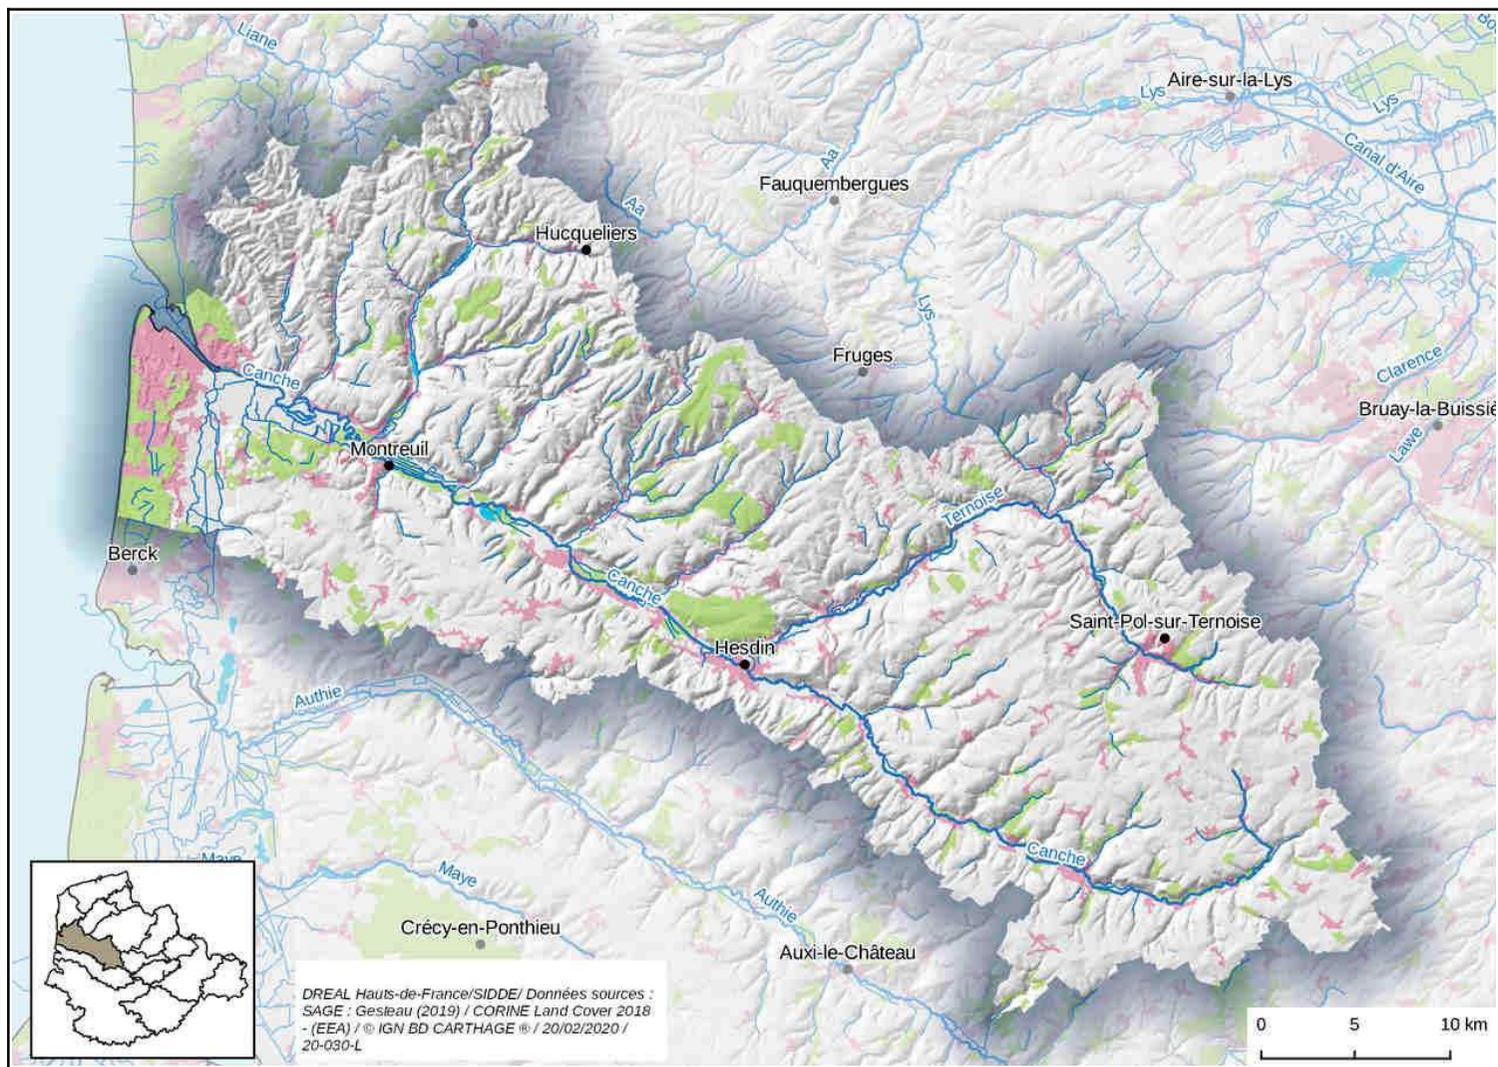 Liane
Bo
Aire-sur-la-Lys
Lys
Lys
Canal d'Aire
Aa
Fauquembergues
Aa
Hucqueliers
Lys
Fruges
Clarence
Bruay-la-Buissiè
Lawe
Canche
Montreuil
Ternoise
Berck
Canche
Saint-Pol-sur-Ternoise
Hesdin
Authie
Canche
Maye
Maye
Authie
Crécy-en-Ponthieu
Auxi-le-Château
DREAL Hauts-de-France/SIDDE/ Données sources :
SAGE : Gesteau (2019) / CORINE Land Cover 2018
- (EEA) / © IGN BD CARTHAGE ® / 20/02/2020 /
20-030-L
0 5 10 km